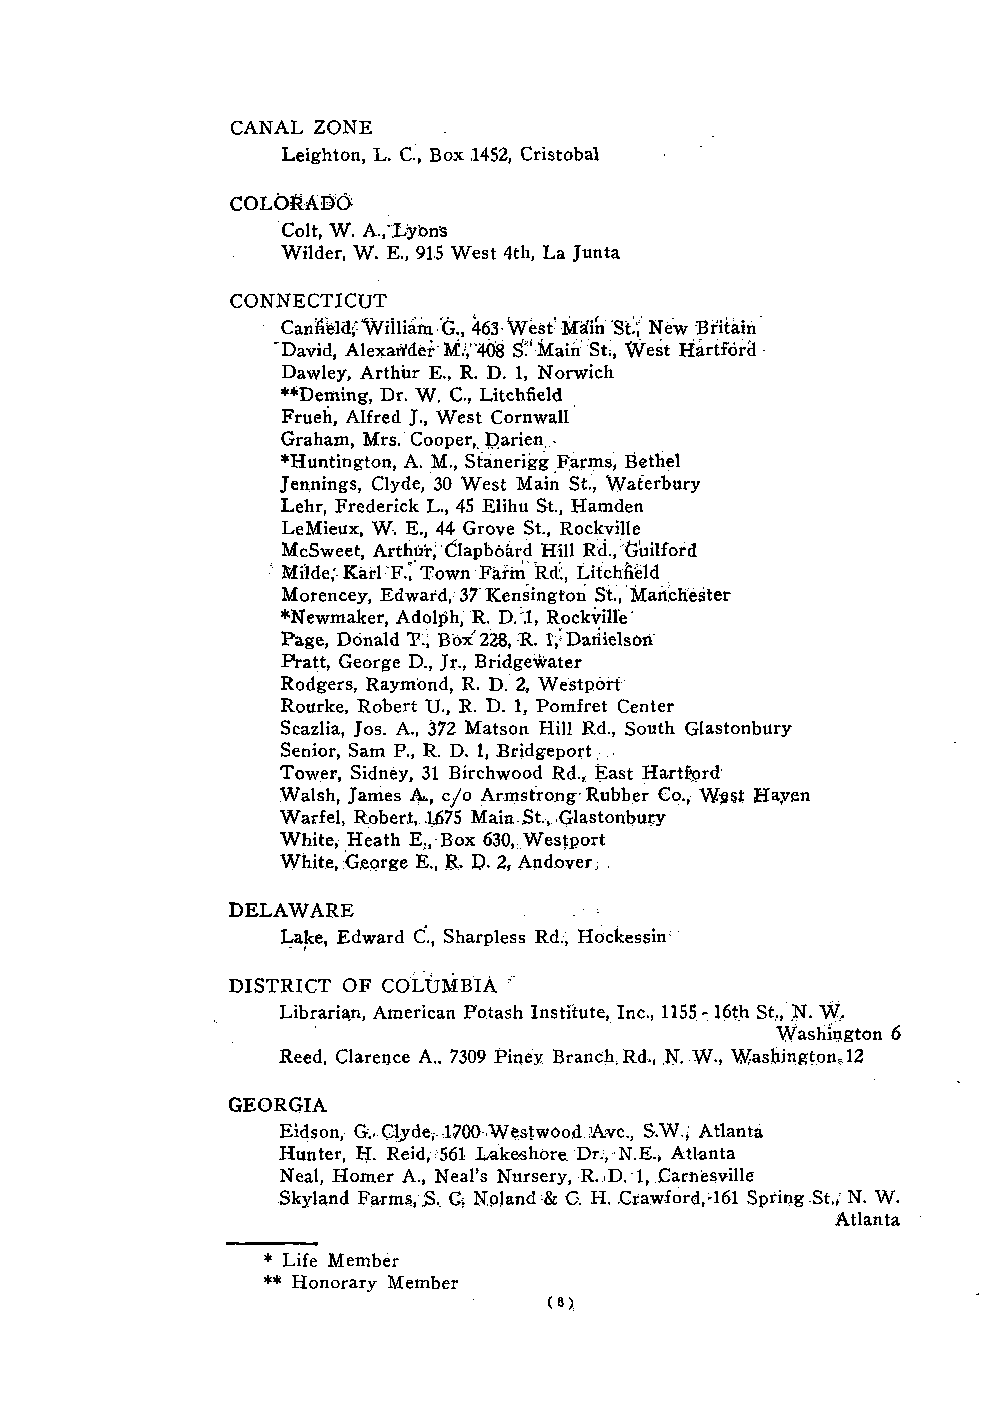 CANAL ZONE
Leighton, L. C., Box 1452, Cristobal
COLORADO
Colt, W. A., Lyons
Wilder, W. E., 915 West 4th, La Junta
CONNECTICUT
Canfield, William G., 463 West Main St., New Britain
David, Alexander M., 408 S. Main St., West Hartford
Dawley, Arthur E., R. D. 1, Norwich
**Deming, Dr. W. C., Litchfield
Frueh, Alfred J., West Cornwall
Graham, Mrs. Cooper, Darien
*Huntington, A. M., Stanerigg Farms, Bethel
Jennings, Clyde, 30 West Main St., Waterbury
Lehr, Frederick L., 45 Elihu St., Hamden
LeMieux, W. E., 44 Grove St., Rockville
McSweet, Arthur, Clapboard Hill Rd., Guilford
Milde, Karl F., Town Farm Rd., Litchfield
Morencey, Edward, 37 Kensington St., Manchester
*Newmaker, Adolph, R. D. 1, Rockville
Page, Donald T., Box 228, R. 1, Danielson
Pratt, George D., Jr., Bridgewater
Rodgers, Raymond, R. D. 2, Westport
Rourke, Robert U., R. D. 1, Pomfret Center
Scazlia, Jos. A., 372 Matson Hill Rd., South Glastonbury
Senior, Sam P., R. D. 1, Bridgeport
Tower, Sidney, 31 Birchwood Rd., East Hartford
Walsh, James A., c/o Armstrong Rubber Co., West Haven
Warfel, Robert, 1675 Main St., Glastonbury
White, Heath E., Box 630, Westport
White, George E., R. D. 2, Andover
DELAWARE
Lake, Edward C., Sharpless Rd., Hockessin
DISTRICT OF COLUMBIA
Librarian, American Potash Institute, Inc., 1155 - 16th St., N. W.
Washington 6
Reed, Clarence A., 7309 Piney Branch Rd., N. W., Washington 12
GEORGIA
Eidson, G. Clyde, 1700 Westwood Ave., S.W., Atlanta
Hunter, H. Reid, 561 Lakeshore Dr., N.E., Atlanta
Neal, Homer A., Neal's Nursery, R. D. 1, Carnesville
Skyland Farms, S. C. Noland & C. H. Crawford, 161 Spring St., N. W.
Atlanta
* Life Member
** Honorary Member
(8)